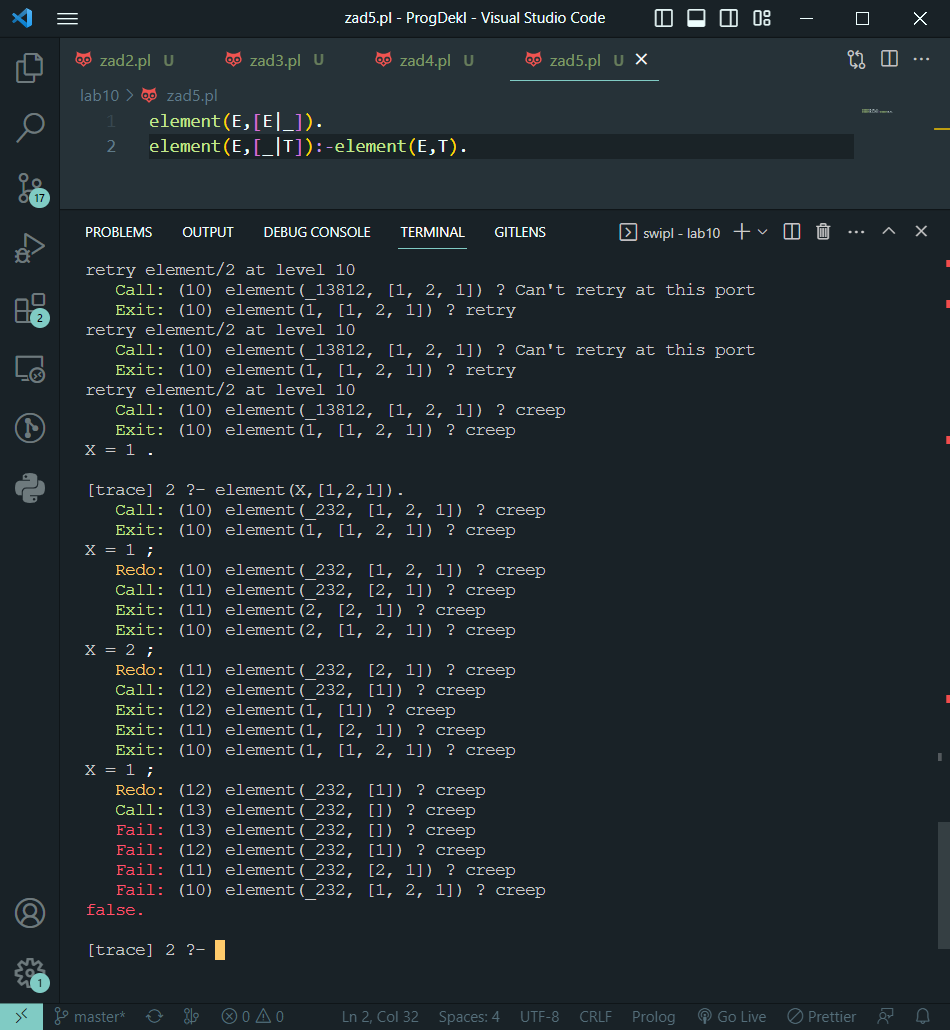 zad5.pl - ProgDekl - Visual Studio Code
zad2.pl U zad3.pl U zad4.pl U zad5.pl U
lab10 > zad5.pl
1 element(E,[E|_]).
2 element(E,[_|T]):-element(E,T).
PROBLEMS OUTPUT DEBUG CONSOLE TERMINAL GITLENS swipl - lab10
retry element/2 at level 10
Call: (10) element(_13812, [1, 2, 1]) ? Can't retry at this port
Exit: (10) element(1, [1, 2, 1]) ? retry
retry element/2 at level 10
Call: (10) element(_13812, [1, 2, 1]) ? Can't retry at this port
Exit: (10) element(1, [1, 2, 1]) ? retry
retry element/2 at level 10
Call: (10) element(_13812, [1, 2, 1]) ? creep
Exit: (10) element(1, [1, 2, 1]) ? creep
X = 1 .
[trace] 2 ?- element(X,[1,2,1]).
Call: (10) element(_232, [1, 2, 1]) ? creep
Exit: (10) element(1, [1, 2, 1]) ? creep
X = 1 ;
Redo: (10) element(_232, [1, 2, 1]) ? creep
Call: (11) element(_232, [2, 1]) ? creep
Exit: (11) element(2, [2, 1]) ? creep
Exit: (10) element(2, [1, 2, 1]) ? creep
X = 2 ;
Redo: (11) element(_232, [2, 1]) ? creep
Call: (12) element(_232, [1]) ? creep
Exit: (12) element(1, [1]) ? creep
Exit: (11) element(1, [2, 1]) ? creep
Exit: (10) element(1, [1, 2, 1]) ? creep
X = 1 ;
Redo: (12) element(_232, [1]) ? creep
Call: (13) element(_232, []) ? creep
Fail: (13) element(_232, []) ? creep
Fail: (12) element(_232, [1]) ? creep
Fail: (11) element(_232, [2, 1]) ? creep
Fail: (10) element(_232, [1, 2, 1]) ? creep
false.
[trace] 2 ?-
17
2
1
master* 0 0 Ln 2, Col 32 Spaces: 4 UTF-8 CRLF Prolog Go Live Prettier